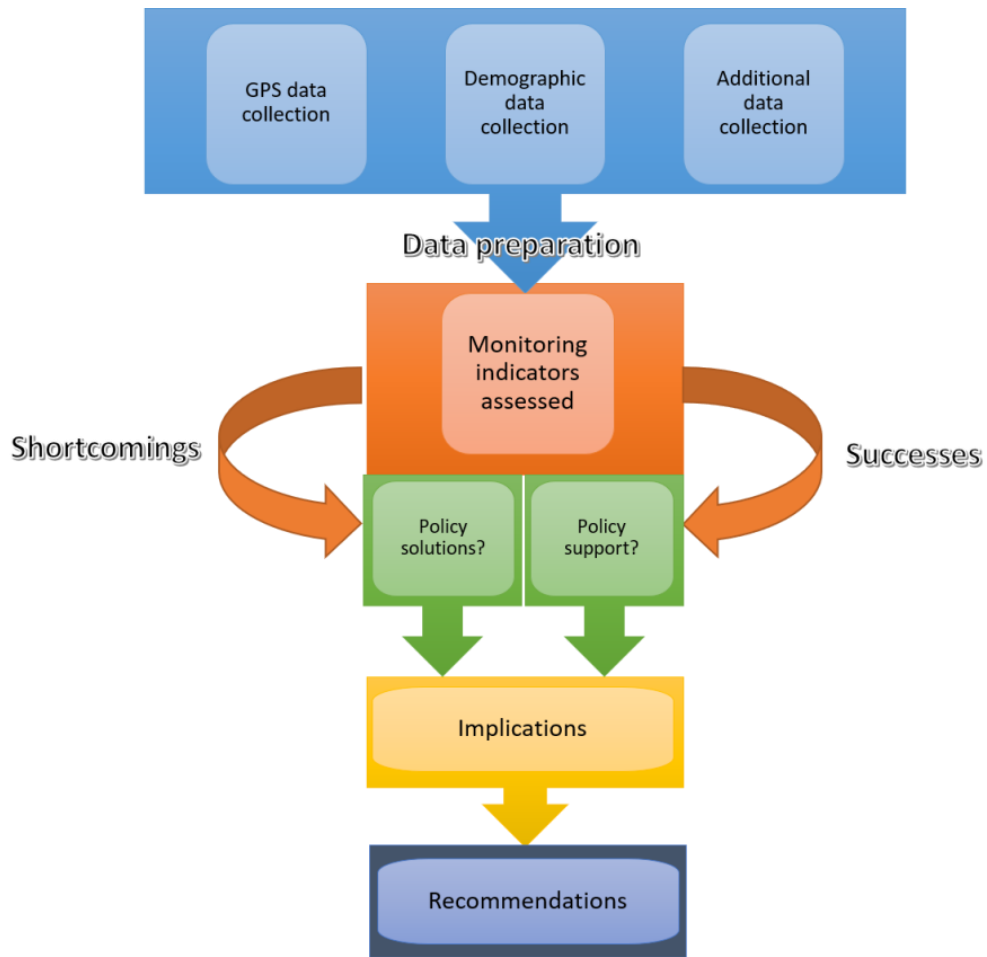 GPS data
collection
Demographic
data
collection
Additional
data
collection
Data preparation
Monitoring
indicators
assessed
Shortcomings
Successes
Policy
solutions?
Policy
support?
Implications
Recommendations